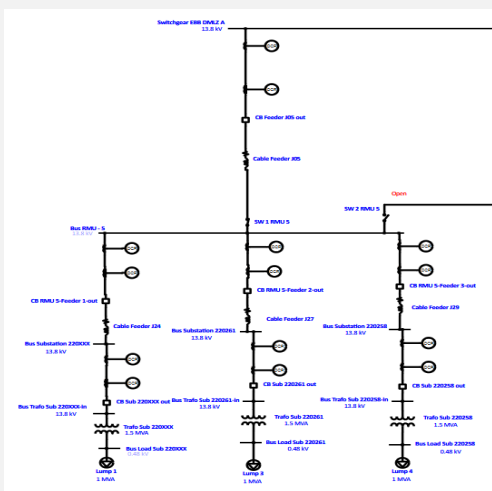 Switchgear EBB DMLZ A
13.8 kV
CB Feeder J05 out
Cable Feeder J05
Open
SW 2 RMU 5
SW 1 RMU 5
Bus RMU - 5
13.8 kV
CB RMU 5-Feeder 1-out
CB RMU 5-Feeder 2-out
CB RMU 5-Feeder 3-out
Cable Feeder J24
Cable Feeder J27
Cable Feeder J29
Bus Substation 220XXX
13.8 kV
Bus Substation 220261
13.8 kV
Bus Substation 220258
13.8 kV
CB Sub 220XXX out
CB Sub 220261 out
CB Sub 220258 out
Bus Trafo Sub 220XXX-in
13.8 kV
Bus Trafo Sub 220261-in
13.8 kV
Bus Trafo Sub 220258-in
13.8 kV
Trafo Sub 220XXX
1.5 MVA
Trafo Sub 220261
1.5 MVA
Trafo Sub 220258
1.5 MVA
Bus Load Sub 220XXX
0.48 kV
Bus Load Sub 220261
0.48 kV
Bus Load Sub 220258
0.48 kV
Lump 1
1 MVA
Lump 3
1 MVA
Lump 4
1 MVA